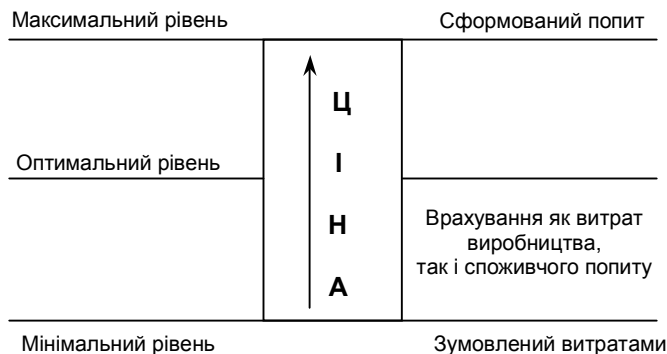 Максимальний рівень
Сформований попит
Ц
І
Н
А
Оптимальний рівень
Врахування як витрат
виробництва,
так і споживчого попиту
Мінімальний рівень
Зумовлений витратами